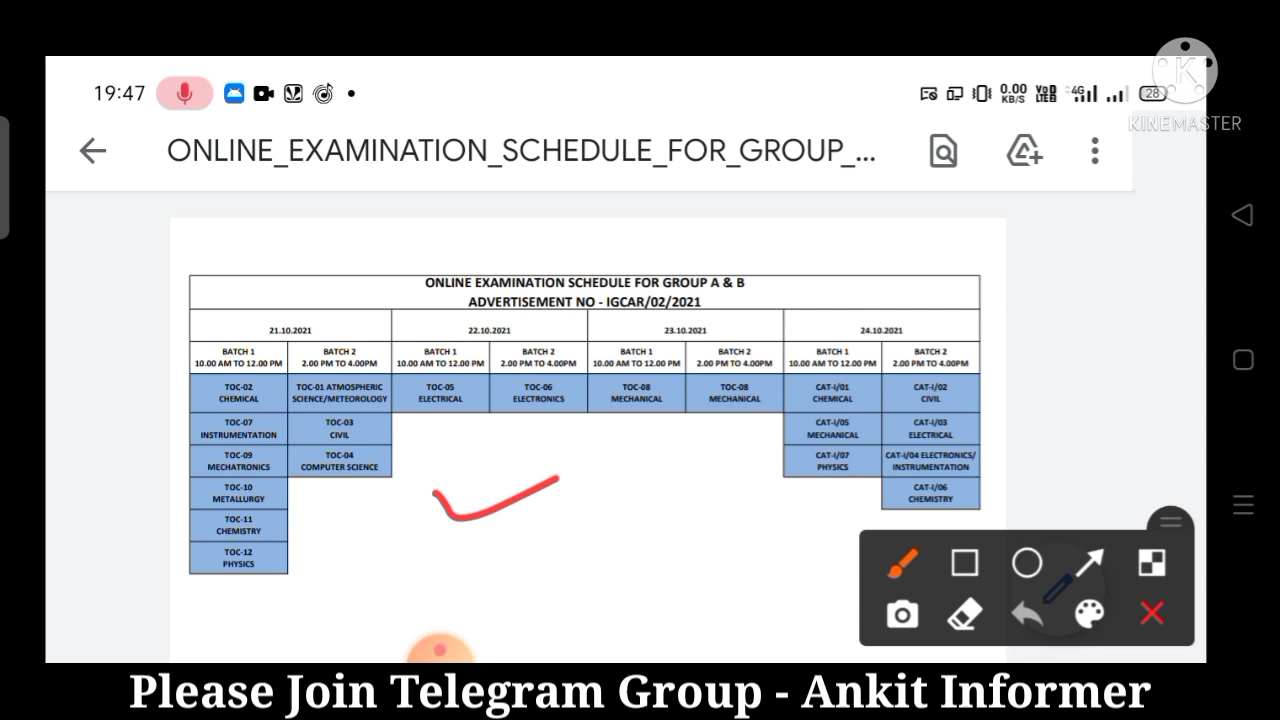 19:47
0.00 KB/S
4G
28
KINEMASTER
ONLINE_EXAMINATION_SCHEDULE_FOR_GROUP_...
ONLINE EXAMINATION SCHEDULE FOR GROUP A & B
ADVERTISEMENT NO - IGCAR/02/2021
21.10.2021 22.10.2021 23.10.2021 24.10.2021
BATCH 1 BATCH 2 BATCH 1 BATCH 2 BATCH 1 BATCH 2 BATCH 1 BATCH 2
10.00 AM TO 12.00 PM 2.00 PM TO 4.00PM 10.00 AM TO 12.00 PM 2.00 PM TO 4.00PM 10.00 AM TO 12.00 PM 2.00 PM TO 4.00PM 10.00 AM TO 12.00 PM 2.00 PM TO 4.00PM
TOC-02 TOC-01 ATMOSPHERIC TOC-05 TOC-06 TOC-08 TOC-08 CAT-I/01 CAT-I/02
CHEMICAL SCIENCE/METEOROLOGY ELECTRICAL ELECTRONICS MECHANICAL MECHANICAL CHEMICAL CIVIL
TOC-07 TOC-03 CAT-I/05 CAT-I/03
INSTRUMENTATION CIVIL MECHANICAL ELECTRICAL
TOC-09 TOC-04 CAT-I/07 CAT-I/04 ELECTRONICS/
MECHATRONICS COMPUTER SCIENCE PHYSICS INSTRUMENTATION
TOC-10 CAT-I/06
METALLURGY CHEMISTRY
TOC-11
CHEMISTRY
TOC-12
PHYSICS
Please Join Telegram Group - Ankit Informer